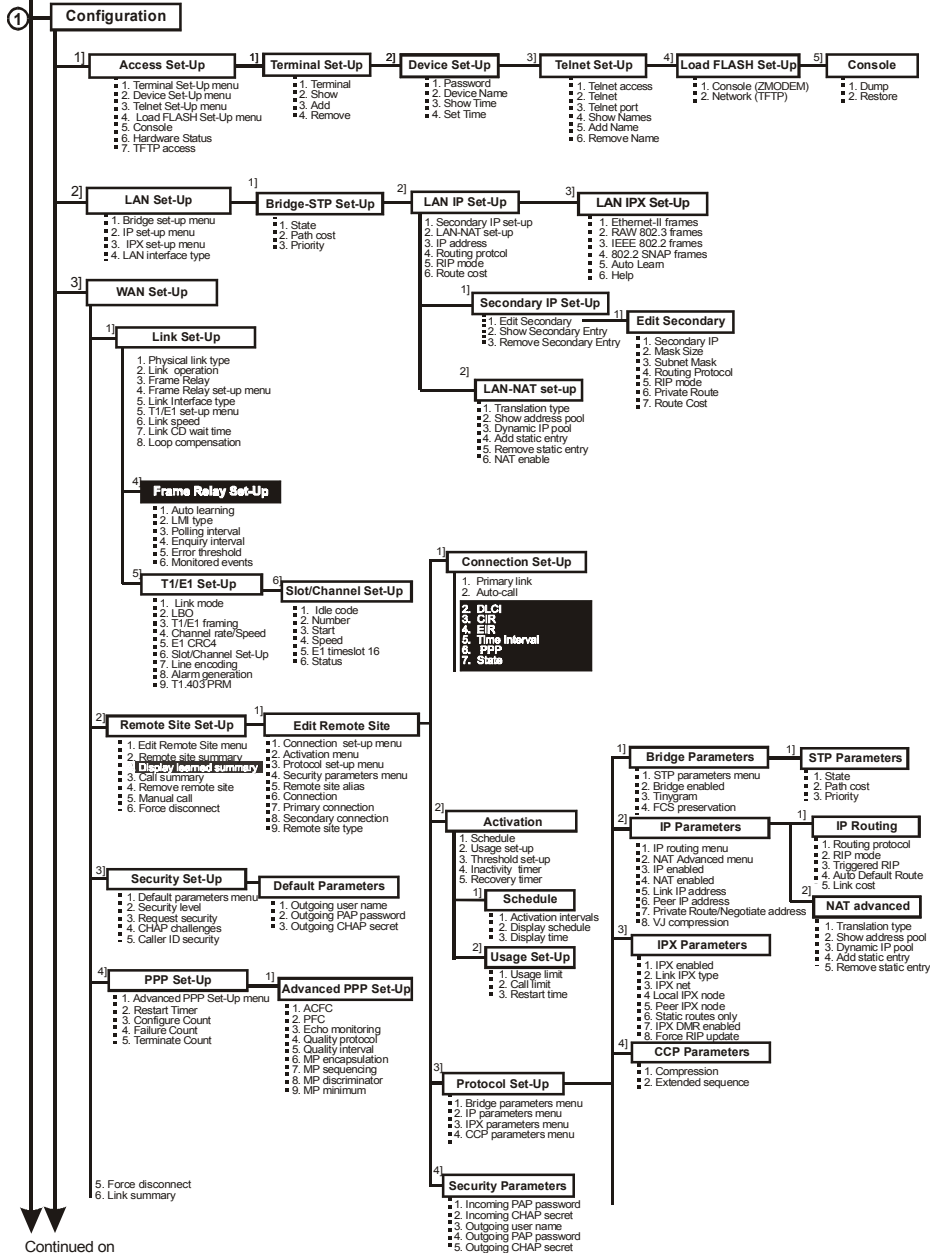 1
Configuration
1]
Access Set-Up
1. Terminal Set-Up menu
2. Device Set-Up menu
3. Telnet Set-Up menu
4. Load FLASH Set-Up menu
5. Console
6. Hardware Status
7. TFTP access
1]
Terminal Set-Up
1. Terminal
2. Show
3. Add
4. Remove
2]
Device Set-Up
1. Password
2. Device Name
3. Show Time
4. Set Time
3]
Telnet Set-Up
1. Telnet access
2. Telnet
3. Telnet port
4. Show Names
5. Add Name
6. Remove Name
4]
Load FLASH Set-Up
1. Console (ZMODEM)
2. Network (TFTP)
5]
Console
1. Dump
2. Restore
2]
LAN Set-Up
1. Bridge set-up menu
2. IP set-up menu
3. IPX set-up menu
4. LAN interface type
1]
Bridge-STP Set-Up
1. State
2. Path cost
3. Priority
2]
LAN IP Set-Up
1. Secondary IP set-up
2. LAN-NAT set-up
3. IP address
4. Routing protcol
5. RIP mode
6. Route cost
3]
LAN IPX Set-Up
1. Ethernet-II frames
2. RAW 802.3 frames
3. IEEE 802.2 frames
4. 802.2 SNAP frames
5. Auto Learn
6. Help
1]
Secondary IP Set-Up
1. Edit Secondary
2. Show Secondary Entry
3. Remove Secondary Entry
1]
Edit Secondary
1. Secondary IP
2. Mask Size
3. Subnet Mask
4. Routing Protocol
5. RIP mode
6. Private Route
7. Route Cost
2]
LAN-NAT set-up
1. Translation type
2. Show address pool
3. Dynamic IP pool
4. Add static entry
5. Remove static entry
6. NAT enable
3]
WAN Set-Up
1]
Link Set-Up
1. Physical link type
2. Link operation
3. Frame Relay
4. Frame Relay set-up menu
5. Link Interface type
5. T1/E1 set-up menu
6. Link speed
7. Link CD wait time
8. Loop compensation
4]
Frame Relay Set-Up
1. Auto learning
2. LMI type
3. Polling interval
4. Enquiry interval
5. Error threshold
6. Monitored events
5]
T1/E1 Set-Up
1. Link mode
2. LBO
3. T1/E1 framing
4. Channel rate/Speed
5. E1 CRC4
6. Slot/Channel Set-Up
7. Line encoding
8. Alarm generation
9. T1.403 PRM
6]
Slot/Channel Set-Up
1. Idle code
2. Number
3. Start
4. Speed
5. E1 timeslot 16
6. Status
2]
Remote Site Set-Up
1. Edit Remote Site menu
2. Remote site summary
Display learned summary
3. Call summary
4. Remove remote site
5. Manual call
6. Force disconnect
1]
Edit Remote Site
1. Connection set-up menu
2. Activation menu
3. Protocol set-up menu
4. Security parameters menu
5. Remote site alias
6. Connection
7. Primary connection
8. Secondary connection
9. Remote site type
1]
Connection Set-Up
1. Primary link
2. Auto-call
2. DLCI
3. CIR
4. EIR
5. Time Interval
6. PPP
7. State
2]
Activation
1. Schedule
2. Usage set-up
3. Threshold set-up
4. Inactivity timer
5. Recovery timer
1]
Schedule
1. Activation intervals
2. Display schedule
3. Display time
2]
Usage Set-Up
1. Usage limit
2. Call limit
3. Restart time
3]
Protocol Set-Up
1. Bridge parameters menu
2. IP parameters menu
3. IPX parameters menu
4. CCP parameters menu
4]
Security Parameters
1. Incoming PAP password
2. Incoming CHAP secret
3. Outgoing user name
4. Outgoing PAP password
5. Outgoing CHAP secret
1]
Bridge Parameters
1. STP parameters menu
2. Bridge enabled
3. Tinygram
4. FCS preservation
1]
STP Parameters
1. State
2. Path cost
3. Priority
2]
IP Parameters
1. IP routing menu
2. NAT Advanced menu
3. IP enabled
4. NAT enabled
5. Link IP address
6. Peer IP address
7. Private Route/Negotiate address
8. VJ compression
1]
IP Routing
1. Routing protocol
2. RIP mode
3. Triggered RIP
4. Auto Default Route
5. Link cost
2]
NAT advanced
1. Translation type
2. Show address pool
3. Dynamic IP pool
4. Add static entry
5. Remove static entry
3]
IPX Parameters
1. IPX enabled
2. Link IPX type
3. IPX net
4 Local IPX node
5. Peer IPX node
6. Static routes only
7. IPX DMR enabled
8. Force RIP update
4]
CCP Parameters
1. Compression
2. Extended sequence
3]
Security Set-Up
1. Default parameters menu
2. Security level
3. Request security
4. CHAP challenges
5. Caller ID security
Default Parameters
1. Outgoing user name
2. Outgoing PAP password
3. Outgoing CHAP secret
4]
PPP Set-Up
1. Advanced PPP Set-Up menu
2. Restart Timer
3. Configure Count
4. Failure Count
5. Terminate Count
1]
Advanced PPP Set-Up
1. ACFC
2. PFC
3. Echo monitoring
4. Quality protocol
5. Quality interval
6. MP encapsulation
7. MP sequencing
8. MP discriminator
9. MP minimum
5. Force disconnect
6. Link summary
Continued on